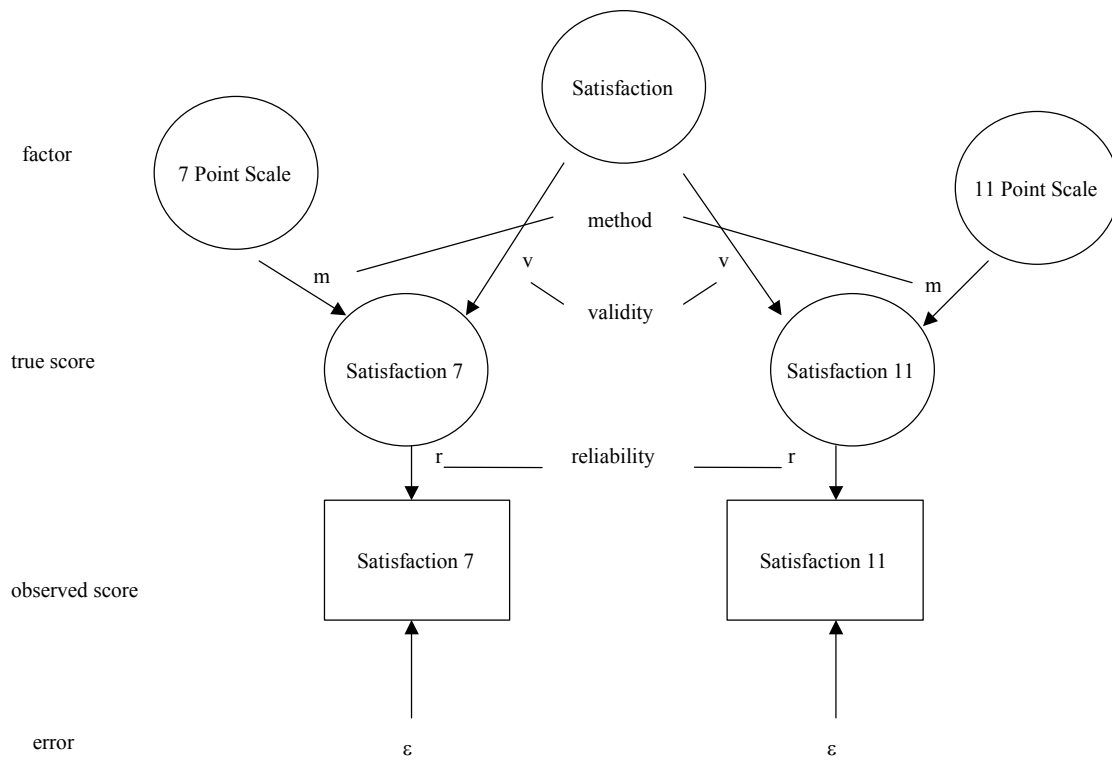 Satisfaction
factor
7 Point Scale
11 Point Scale
method
m
v
v
m
validity
true score
Satisfaction 7
Satisfaction 11
r
reliability
r
Satisfaction 7
Satisfaction 11
observed score
error
ε
ε